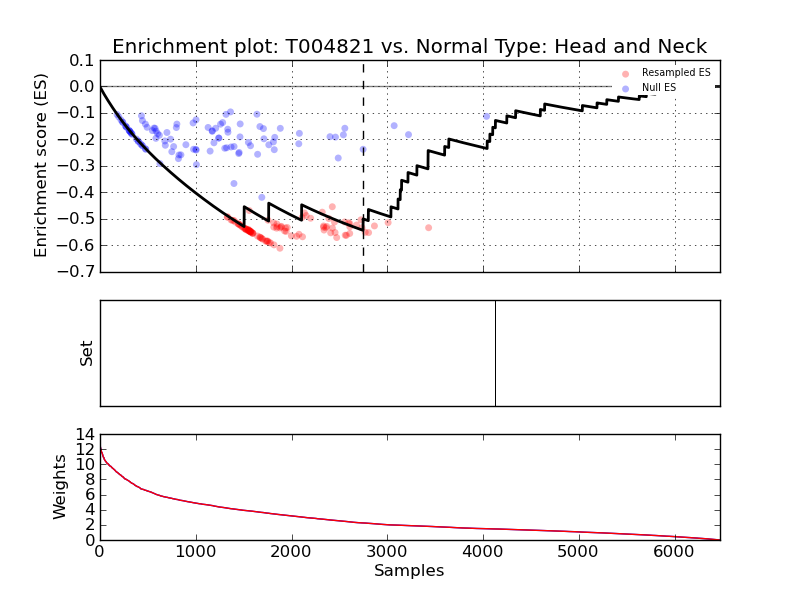 Enrichment plot: T004821 vs. Normal Type: Head and Neck
Enrichment score (ES)
0.1
0.0
−0.1
−0.2
−0.3
−0.4
−0.5
−0.6
−0.7
Resampled ES
Null ES
Set
Weights
14
12
10
8
6
4
2
0
0 1000 2000 3000 4000 5000 6000
Samples